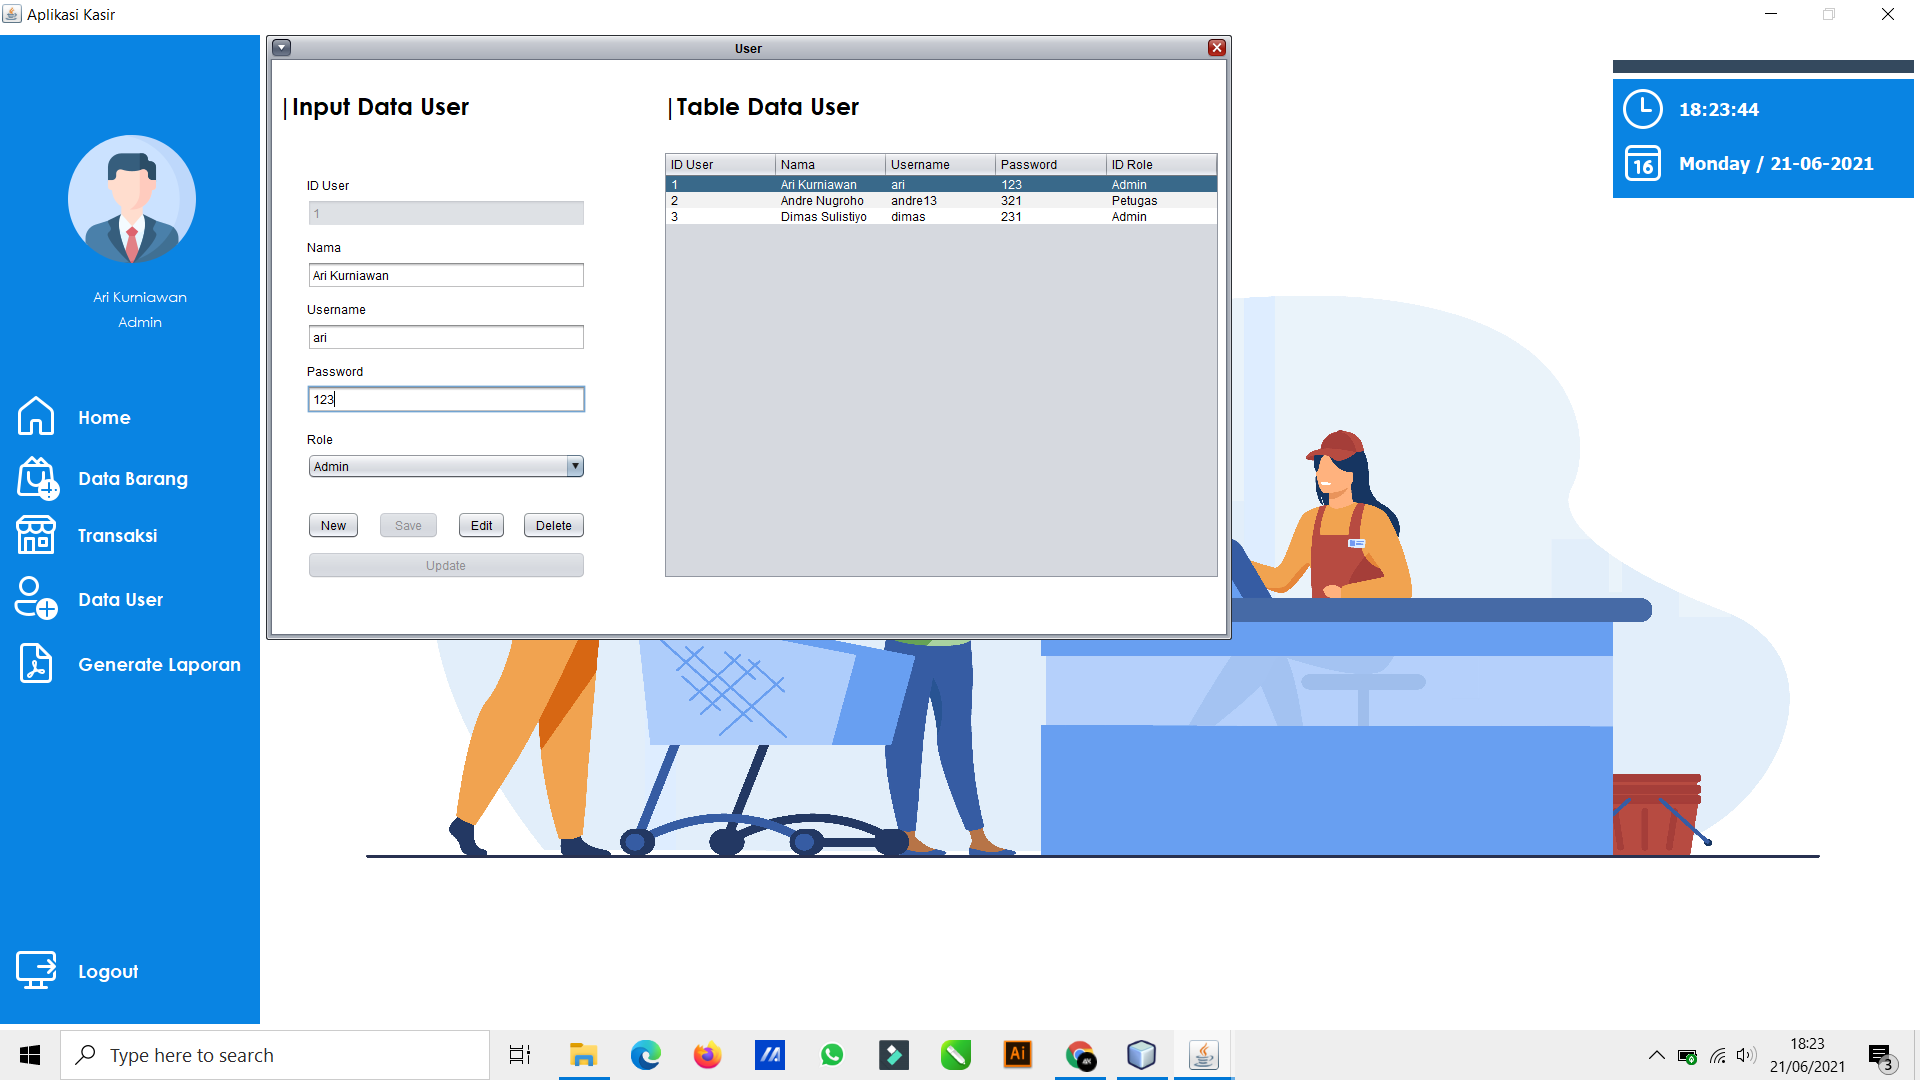 Aplikasi Kasir
Ari Kurniawan
Admin
Home
Data Barang
Transaksi
Data User
Generate Laporan
Logout
User
|Input Data User
ID User
1
Nama
Ari Kurniawan
Username
ari
Password
123
Role
Admin
New Save Edit Delete
Update
|Table Data User
ID User Nama Username Password ID Role
1 Ari Kurniawan ari 123 Admin
2 Andre Nugroho andre13 321 Petugas
3 Dimas Sulistiyo dimas 231 Admin
18:23:44
16 Monday / 21-06-2021
Type here to search
Ai
4K
18:23
21/06/2021
3